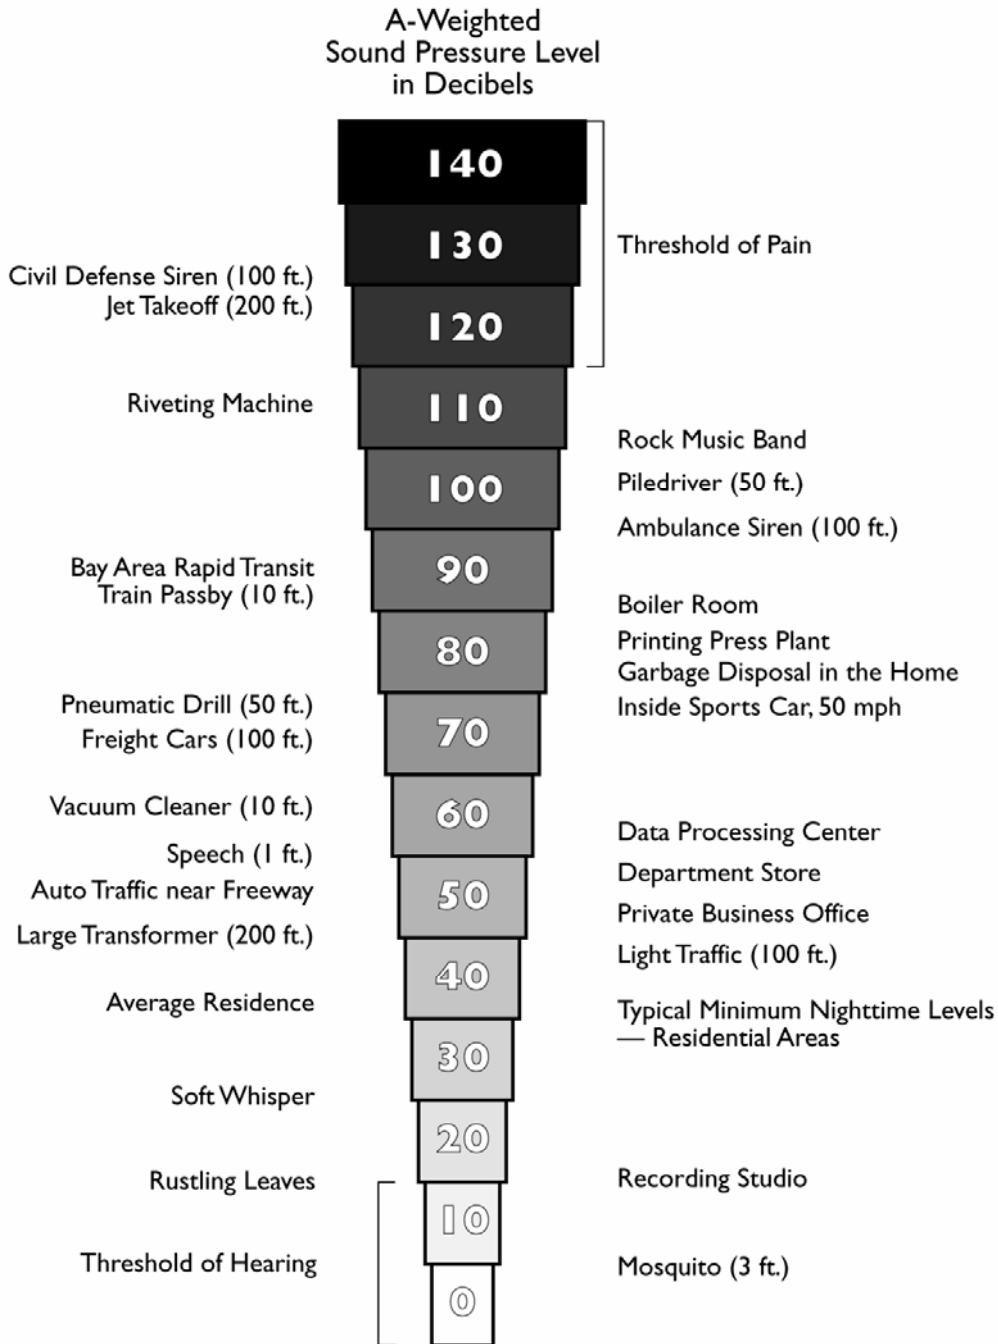 A-Weighted
Sound Pressure Level
in Decibels
140
130
Threshold of Pain
Civil Defense Siren (100 ft.)
Jet Takeoff (200 ft.)
120
Riveting Machine
110
Rock Music Band
100
Piledriver (50 ft.)
Ambulance Siren (100 ft.)
Bay Area Rapid Transit
Train Passby (10 ft.)
90
Boiler Room
80
Printing Press Plant
Garbage Disposal in the Home
Pneumatic Drill (50 ft.)
Inside Sports Car, 50 mph
Freight Cars (100 ft.)
70
Vacuum Cleaner (10 ft.)
60
Data Processing Center
Speech (1 ft.)
Department Store
Auto Traffic near Freeway
50
Private Business Office
Large Transformer (200 ft.)
Light Traffic (100 ft.)
40
Average Residence
Typical Minimum Nighttime Levels
— Residential Areas
30
Soft Whisper
20
Rustling Leaves
Recording Studio
10
Threshold of Hearing
Mosquito (3 ft.)
0